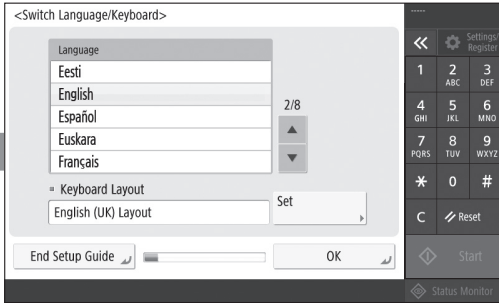 <Switch Language/Keyboard>
Language
Eesti
English
Español
Euskara
Français
2/8
Keyboard Layout
English (UK) Layout
Set
End Setup Guide
OK
-----
Settings/
Register
1
2
ABC
3
DEF
4
GHI
5
JKL
6
MNO
7
PQRS
8
TUV
9
WXYZ
*
0
#
C
Reset
Start
Status Monitor